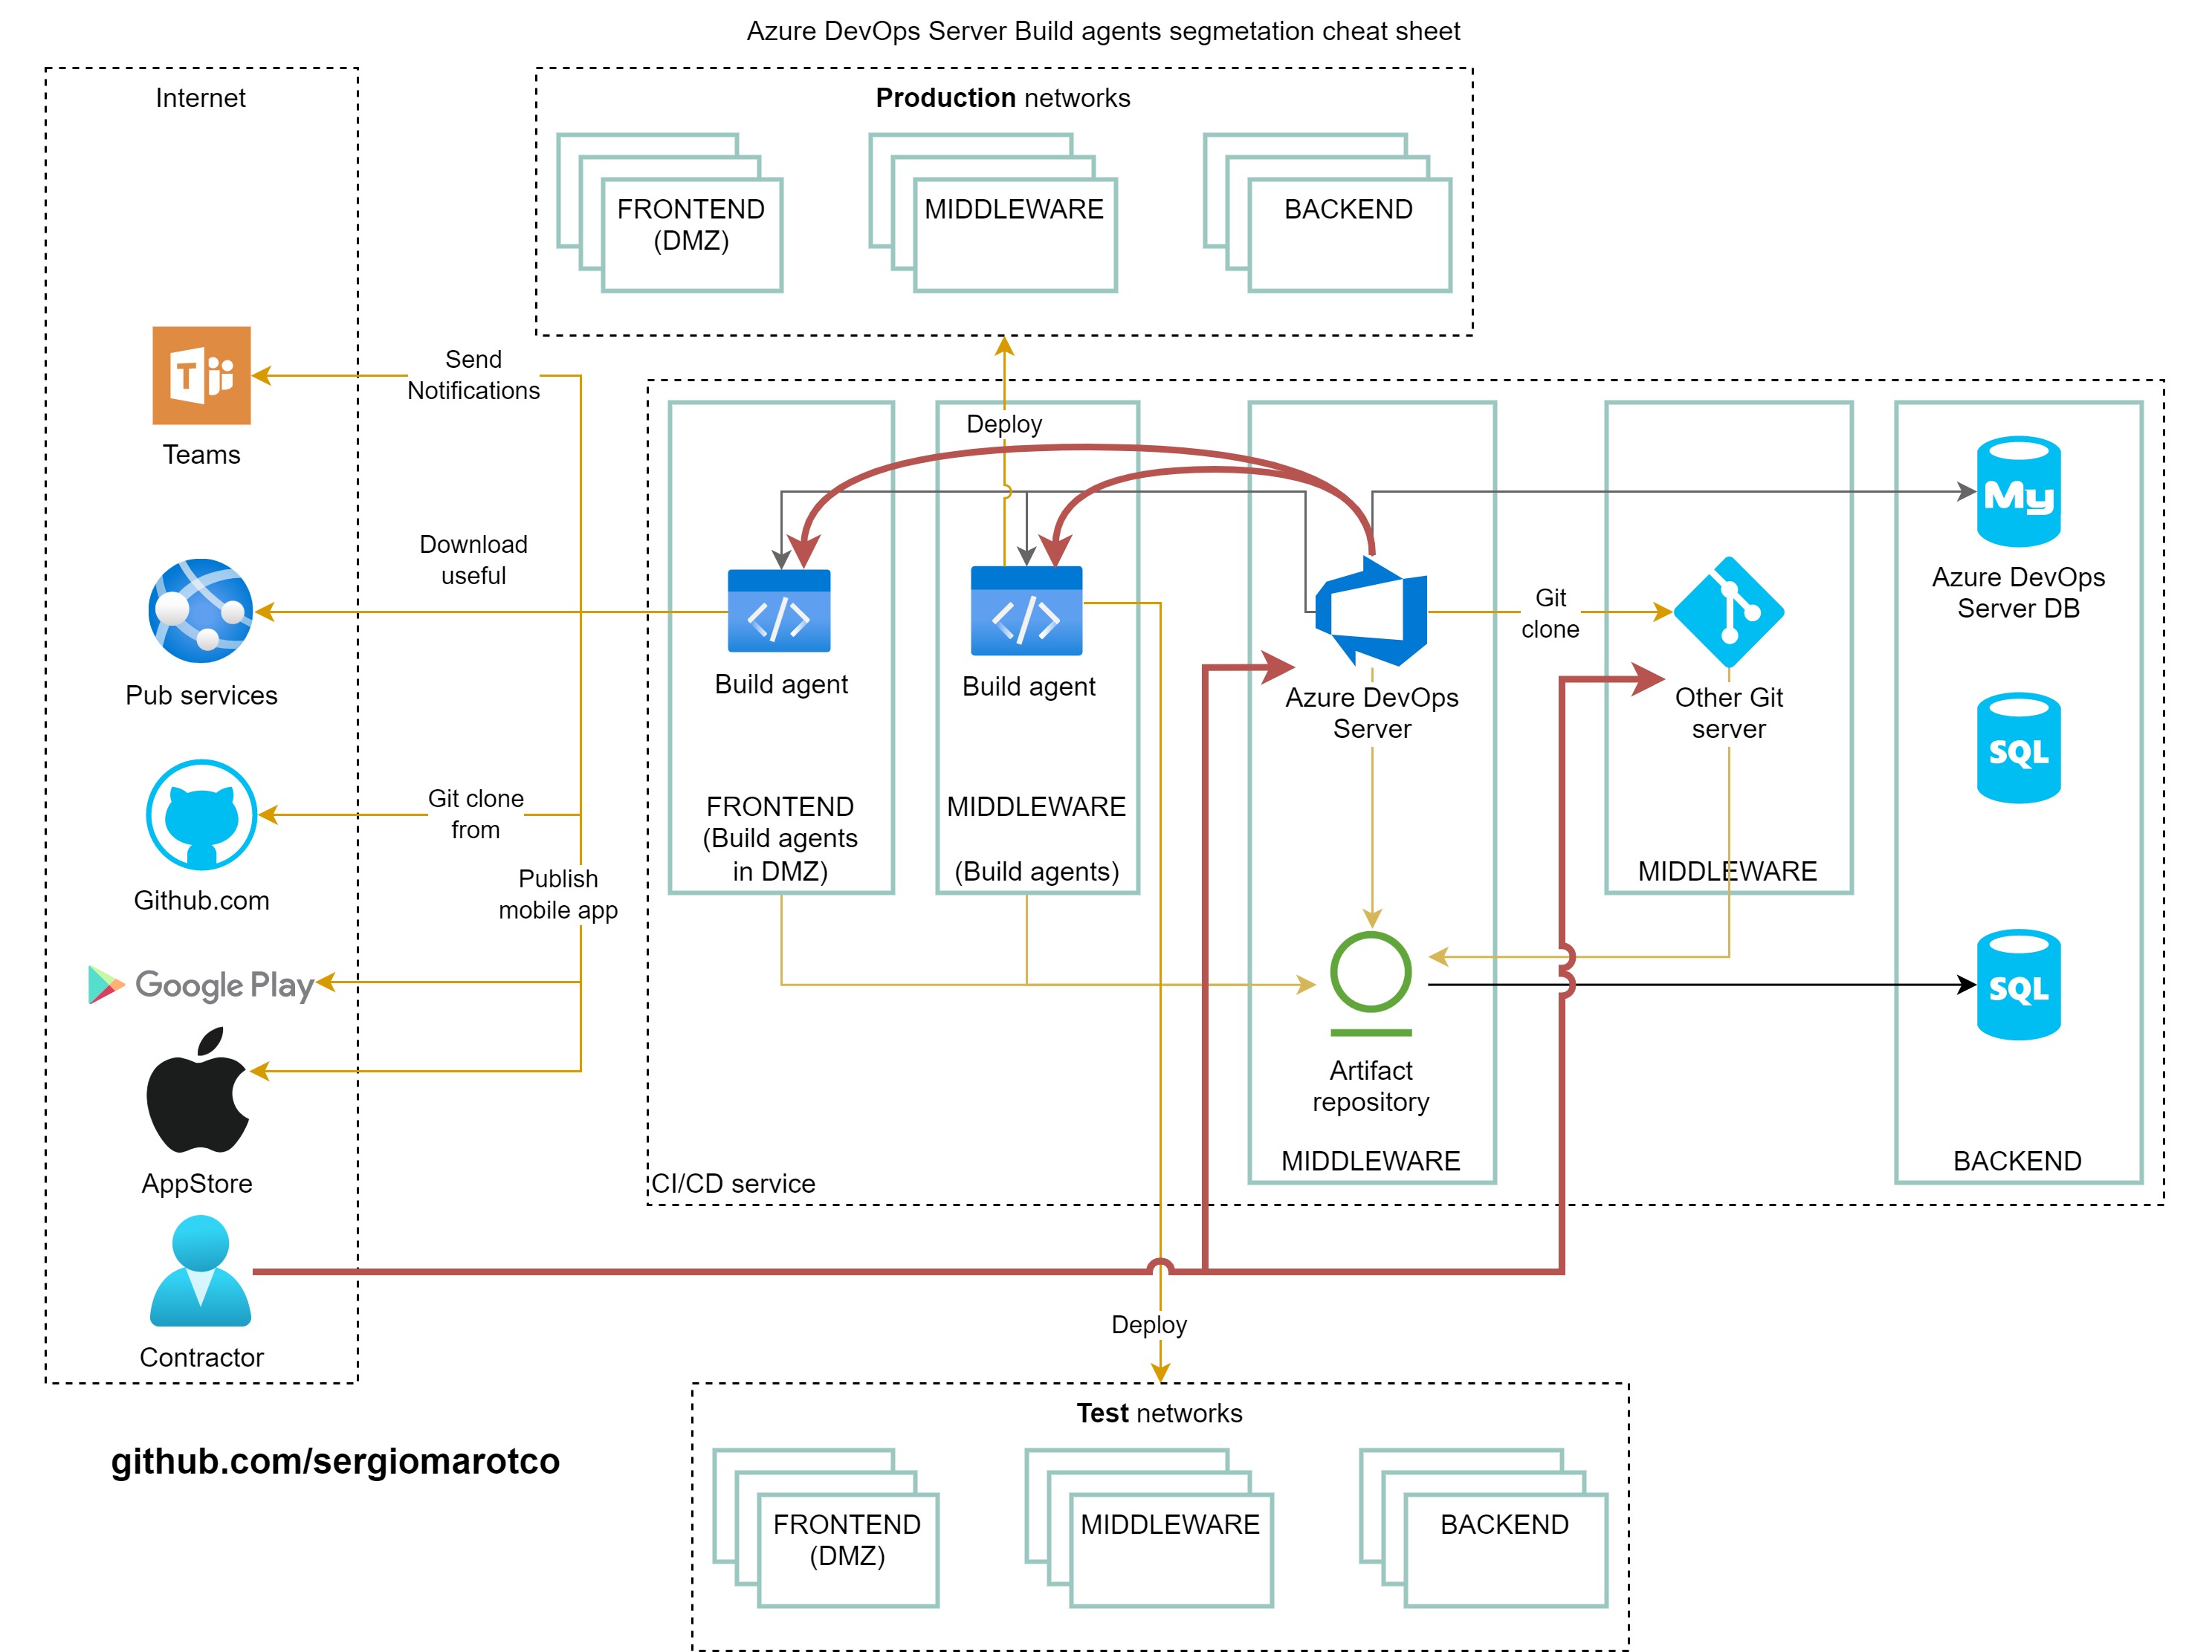 Azure DevOps Server Build agents segmetation cheat sheet
Internet
Production networks
FRONTEND
(DMZ)
MIDDLEWARE
BACKEND
Send
Notifications
Teams
Download
useful
Pub services
Git clone
from
Github.com
Publish
mobile app
Google Play
AppStore
Contractor
Deploy
Build agent
FRONTEND
(Build agents
in DMZ)
Build agent
MIDDLEWARE
(Build agents)
Azure DevOps
Server
Git
clone
Other Git
server
MIDDLEWARE
My
Azure DevOps
Server DB
SQL
SQL
Artifact
repository
MIDDLEWARE
BACKEND
CI/CD service
Deploy
Test networks
FRONTEND
(DMZ)
MIDDLEWARE
BACKEND
github.com/sergiomarotco